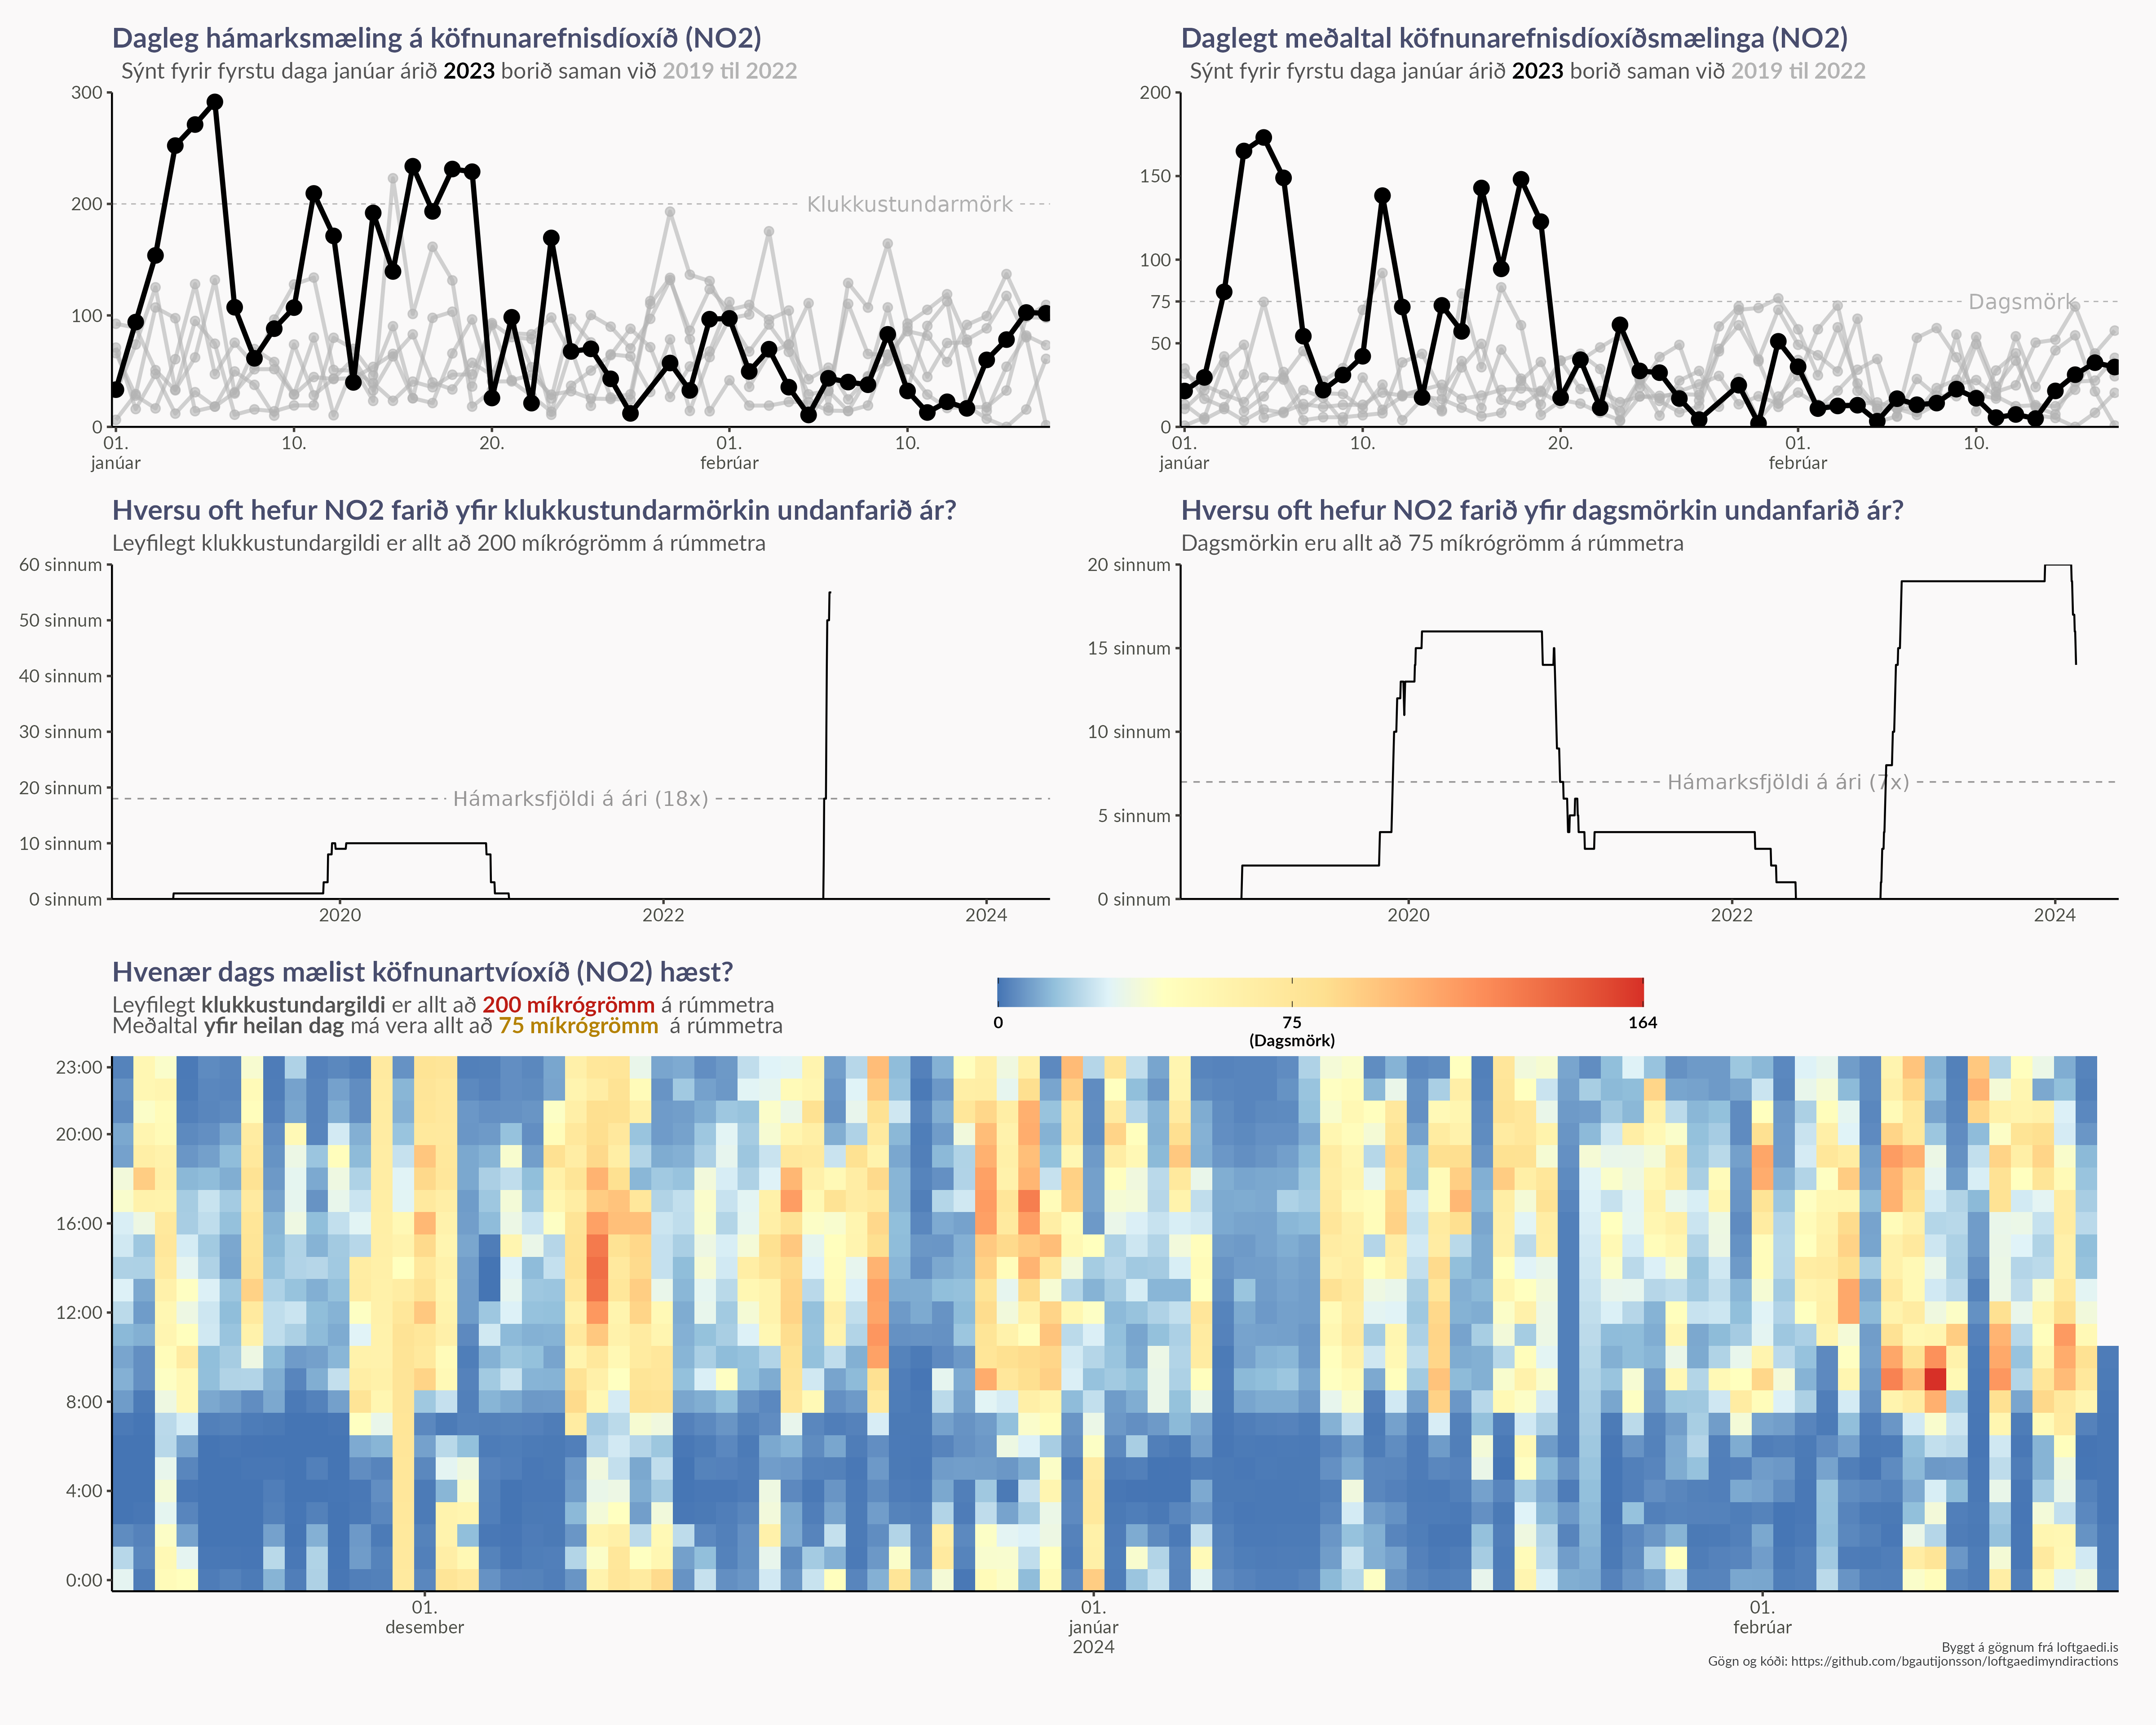 Dagleg hámarksmæling á köfnunarefnisdíoxíð (NO2)
Sýnt fyrir fyrstu daga janúar árið 2023 borið saman við 2019 til 2022
300
200
100
0
Klukkustundarmörk
01.
janúar
10.
20.
01.
febrúar
10.
Daglegt meðaltal köfnunarefnisdíoxíðsmælinga (NO2)
Sýnt fyrir fyrstu daga janúar árið 2023 borið saman við 2019 til 2022
200
150
100
75
50
0
Dagsmörk
01.
janúar
10.
20.
01.
febrúar
10.
Hversu oft hefur NO2 farið yfir klukkustundarmörkin undanfarið ár?
Leyfilegt klukkustundargildi er allt að 200 míkrógrömm á rúmmetra
60 sinnum
50 sinnum
40 sinnum
30 sinnum
20 sinnum
10 sinnum
0 sinnum
Hámarksfjöldi á ári (18x)
2020
2022
2024
Hversu oft hefur NO2 farið yfir dagsmörkin undanfarið ár?
Dagsmörkin eru allt að 75 míkrógrömm á rúmmetra
20 sinnum
15 sinnum
10 sinnum
5 sinnum
0 sinnum
Hámarksfjöldi á ári (7x)
2020
2022
2024
Hvenær dags mælist köfnunartvíoxíð (NO2) hæst?
Leyfilegt klukkustundargildi er allt að 200 míkrógrömm á rúmmetra
Meðaltal yfir heilan dag má vera allt að 75 míkrógrömm á rúmmetra
0
75
(Dagsmörk)
164
23:00
20:00
16:00
12:00
8:00
4:00
0:00
01.
desember
01.
janúar
2024
01.
febrúar
Byggt á gögnum frá loftgaedi.is
Gögn og kóði: https://github.com/bgautijonsson/loftgaedimyndiractions